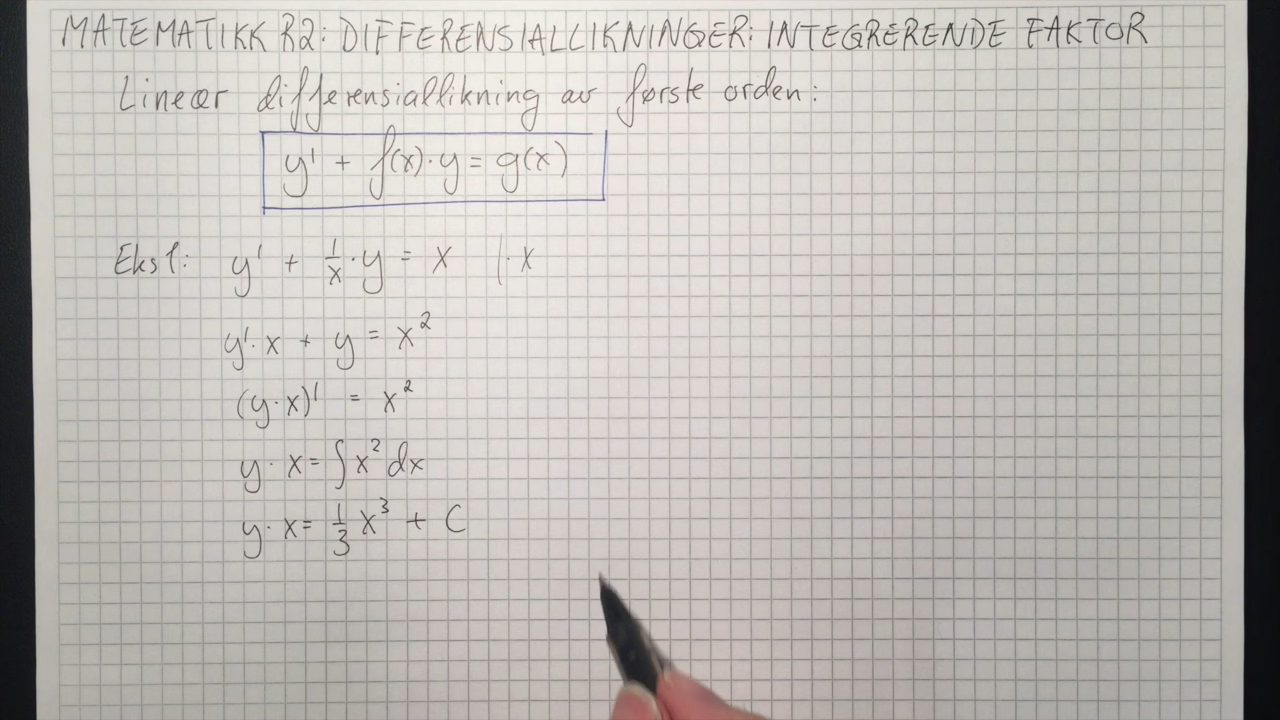 MATEMATIKK R2: DIFFERENSIALLIKNINGER: INTEGRERENDE FAKTOR
Lineær differensiallikning av første orden:
y' + f(x)·y = g(x)
Eks 1: y' + 1/x · y = x |· x
y'· x + y = x²
(y·x)' = x²
y · x = ∫x² dx
y · x = 1/3 x³ + C